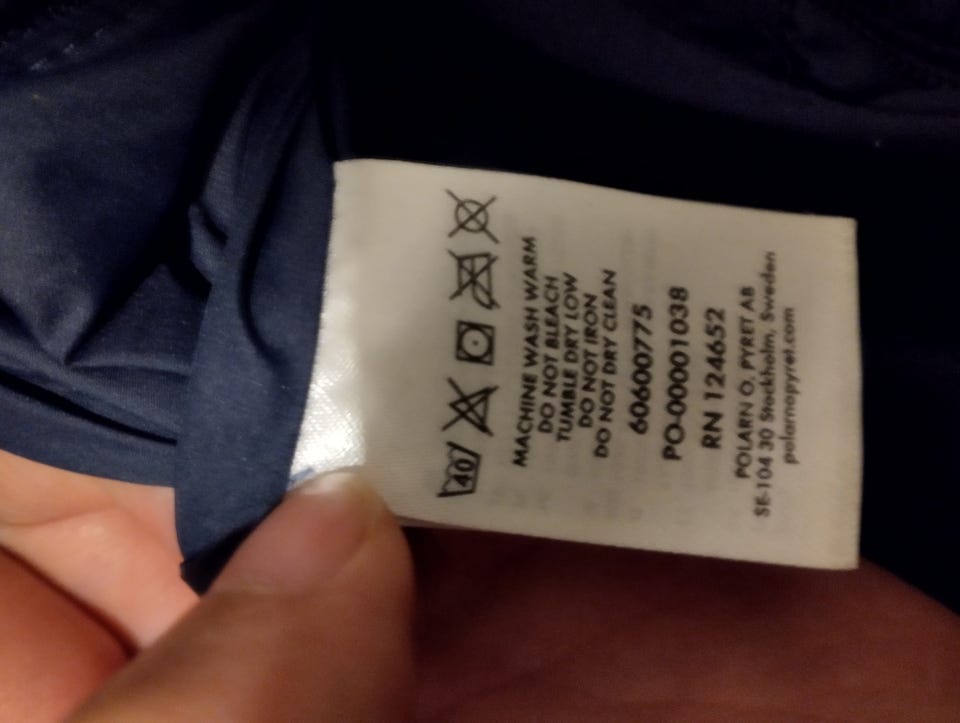 40
MACHINE WASH WARM
DO NOT BLEACH
TUMBLE DRY LOW
DO NOT IRON
DO NOT DRY CLEAN
60600775
PO-00001038
RN 124652
POLARN O. PYRET AB
SE-104 30 Stockholm, Sweden
polarnopyret.com